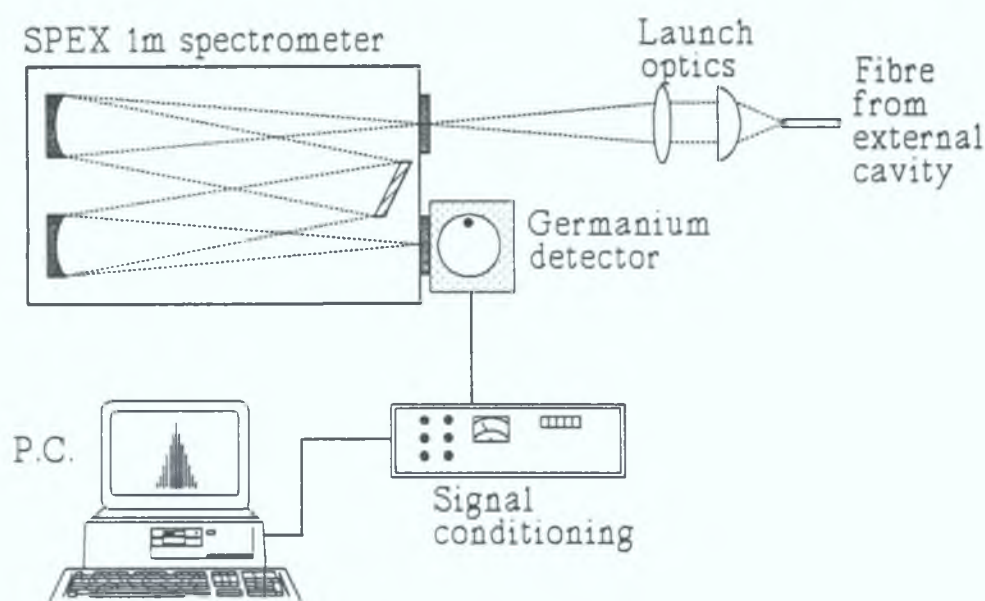 SPEX 1m spectrometer
Launch
optics
Fibre
from
external
cavity
Germanium
detector
P.C.
Signal
conditioning